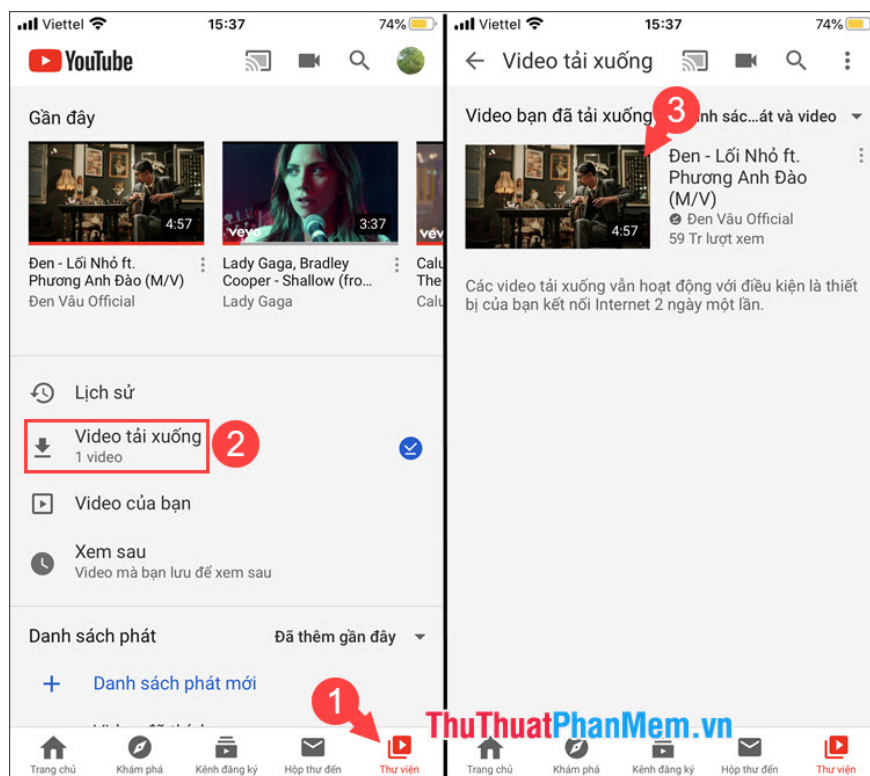 Viettel 15:37 74%
YouTube
Gần đây
4:57
vevo 3:37
vev
Đen - Lối Nhỏ ft.
Phương Anh Đào (M/V)
Đen Vâu Official
Lady Gaga, Bradley
Cooper - Shallow (fro...
Lady Gaga
Calu
The
Calu
Lịch sử
Video tải xuống
1 video
2
Video của bạn
Xem sau
Video mà bạn lưu để xem sau
Danh sách phát Đã thêm gần đây
+ Danh sách phát mới
1
Trang chủ Khám phá Kênh đăng ký Hộp thư đến Thư viện
Viettel 15:37 74%
Video tải xuống
Video bạn đã tải xuống 3 nh sác...át và video
4:57
Đen - Lối Nhỏ ft.
Phương Anh Đào
(M/V)
Đen Vâu Official
59 Tr lượt xem
Các video tải xuống vẫn hoạt động với điều kiện là thiết
bị của bạn kết nối Internet 2 ngày một lần.
ThuThuatPhanMem.vn
Trang chủ Khám phá Kênh đăng ký Hộp thư đến Thư viện